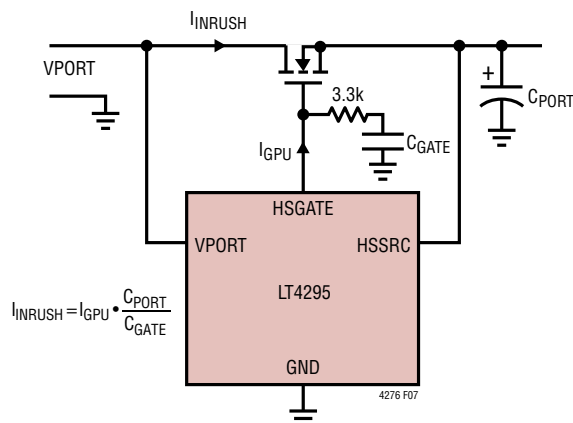 IINRUSH
VPORT
3.3k
+
CPORT
IGPU
CGATE
HSGATE
VPORT
HSSRC
LT4295
IINRUSH=IGPU•CPORT/CGATE
GND
4276 F07